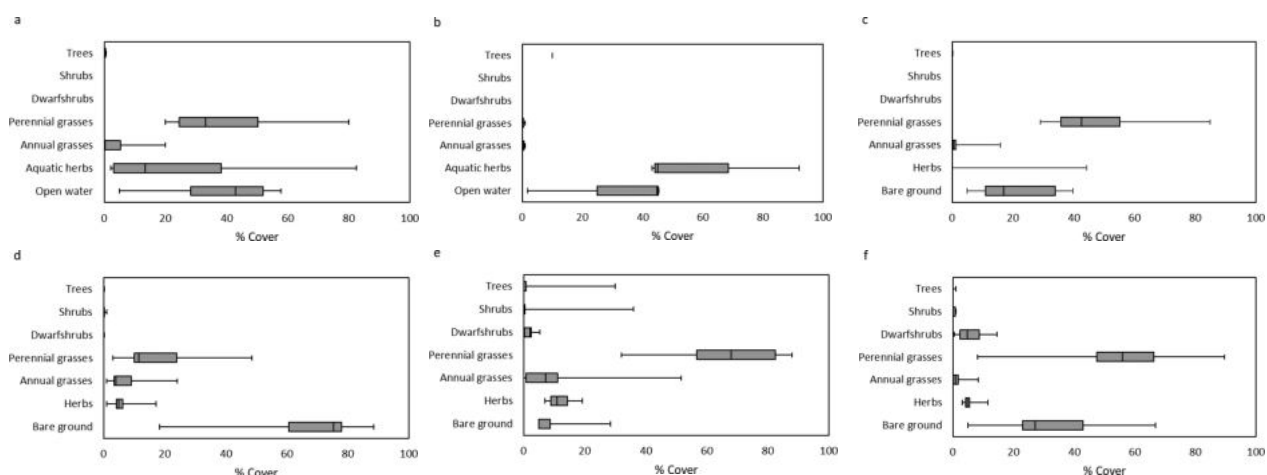 a
Trees
Shrubs
Dwarfshrubs
Perennial grasses
Annual grasses
Aquatic herbs
Open water
0 20 40 60 80 100
% Cover
b
Trees
Shrubs
Dwarfshrubs
Perennial grasses
Annual grasses
Aquatic herbs
Open water
0 20 40 60 80 100
% Cover
c
Trees
Shrubs
Dwarfshrubs
Perennial grasses
Annual grasses
Herbs
Bare ground
0 20 40 60 80 100
% Cover
d
Trees
Shrubs
Dwarfshrubs
Perennial grasses
Annual grasses
Herbs
Bare ground
0 20 40 60 80 100
% Cover
e
Trees
Shrubs
Dwarfshrubs
Perennial grasses
Annual grasses
Herbs
Bare ground
0 20 40 60 80 100
% Cover
f
Trees
Shrubs
Dwarfshrubs
Perennial grasses
Annual grasses
Herbs
Bare ground
0 20 40 60 80 100
% Cover